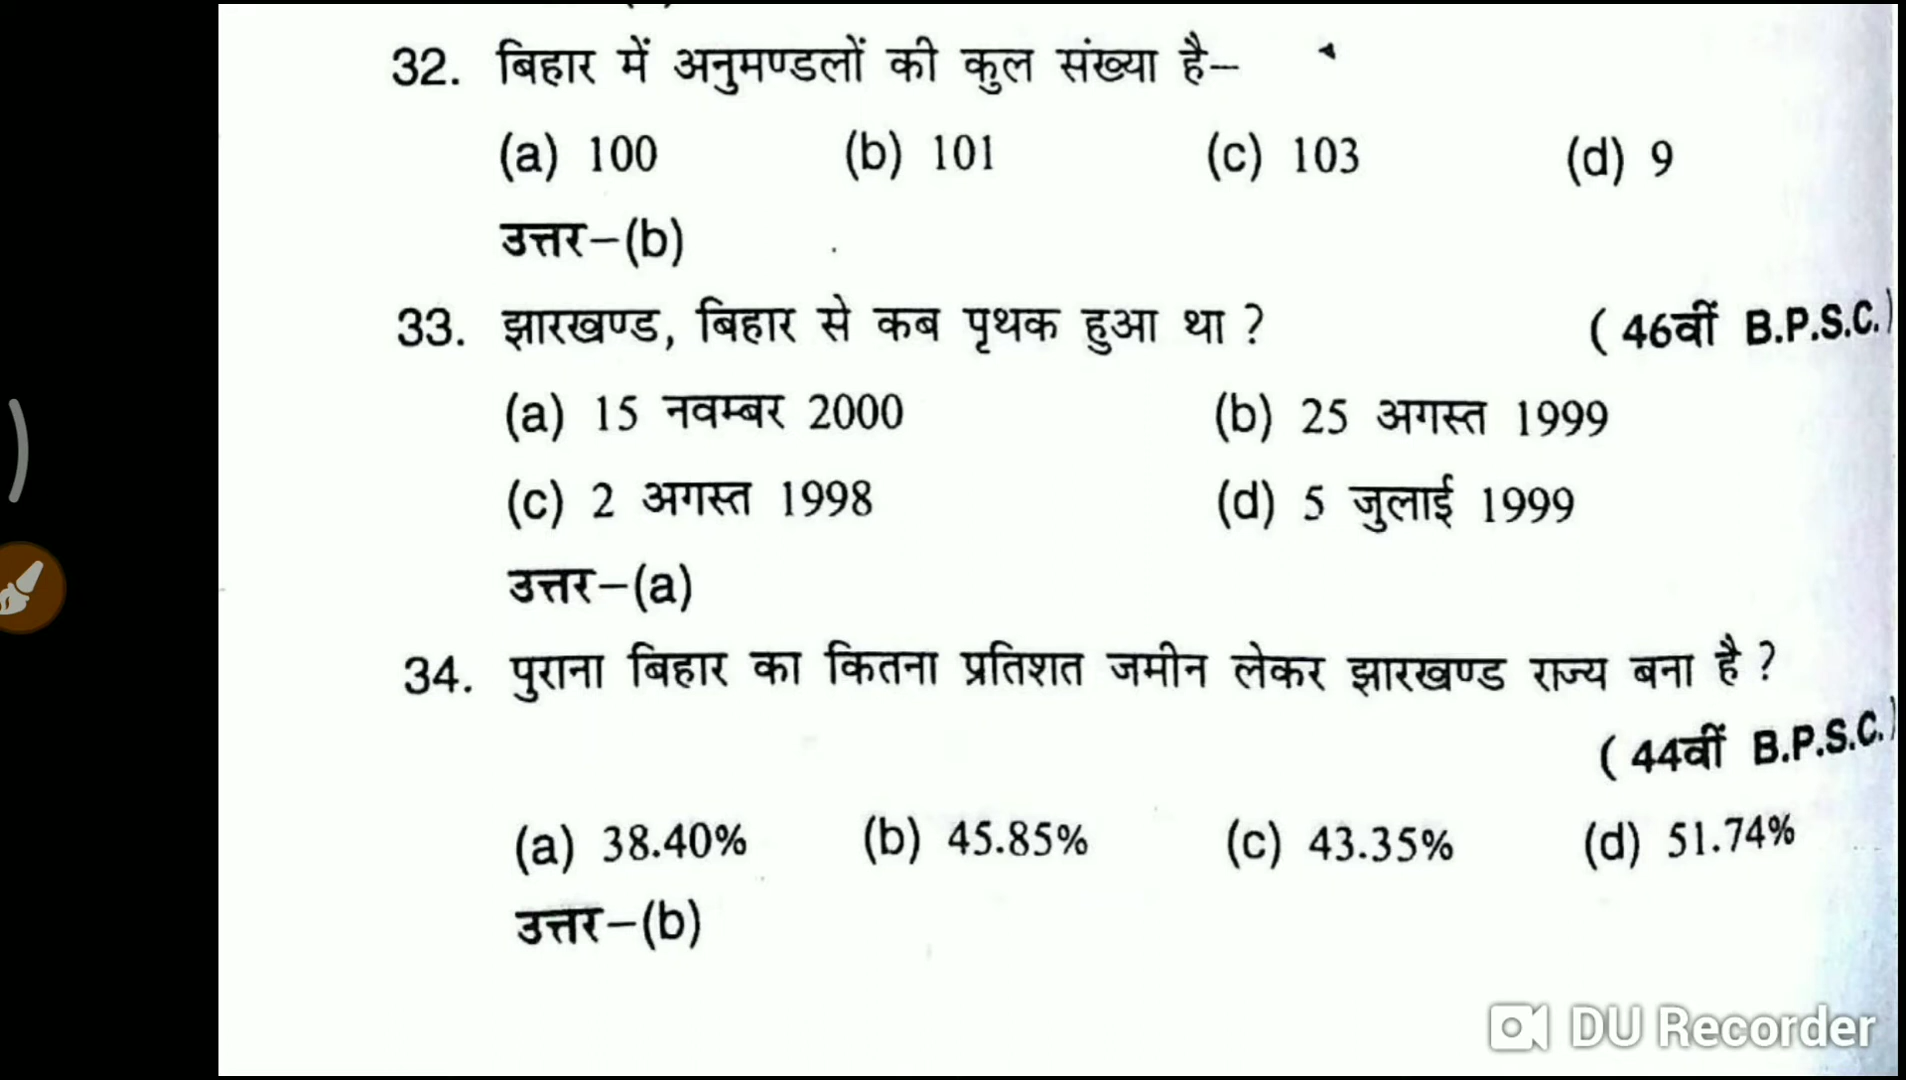 32. बिहार में अनुमण्डलों की कुल संख्या है–
(a) 100 (b) 101 (c) 103 (d) 9
उत्तर–(b)
33. झारखण्ड, बिहार से कब पृथक हुआ था ? ( 46वीं B.P.S.C.)
(a) 15 नवम्बर 2000 (b) 25 अगस्त 1999
(c) 2 अगस्त 1998 (d) 5 जुलाई 1999
उत्तर–(a)
34. पुराना बिहार का कितना प्रतिशत जमीन लेकर झारखण्ड राज्य बना है ?
( 44वीं B.P.S.C.)
(a) 38.40% (b) 45.85% (c) 43.35% (d) 51.74%
उत्तर–(b)
DU Recorder